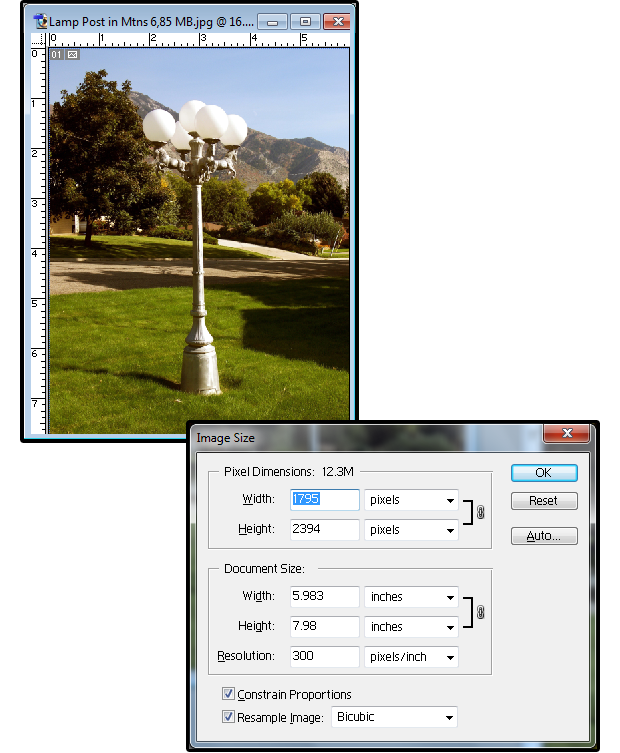 Lamp Post in Mtns 6,85 MB.jpg @ 16....
0 1 2 3 4 5
0
01
1
2
3
4
5
6
7
Image Size
Pixel Dimensions: 12.3M
OK
Width: 1795 pixels
Reset
Height: 2394 pixels
Auto...
Document Size:
Width: 5.983 inches
Height: 7.98 inches
Resolution: 300 pixels/inch
Constrain Proportions
Resample Image: Bicubic